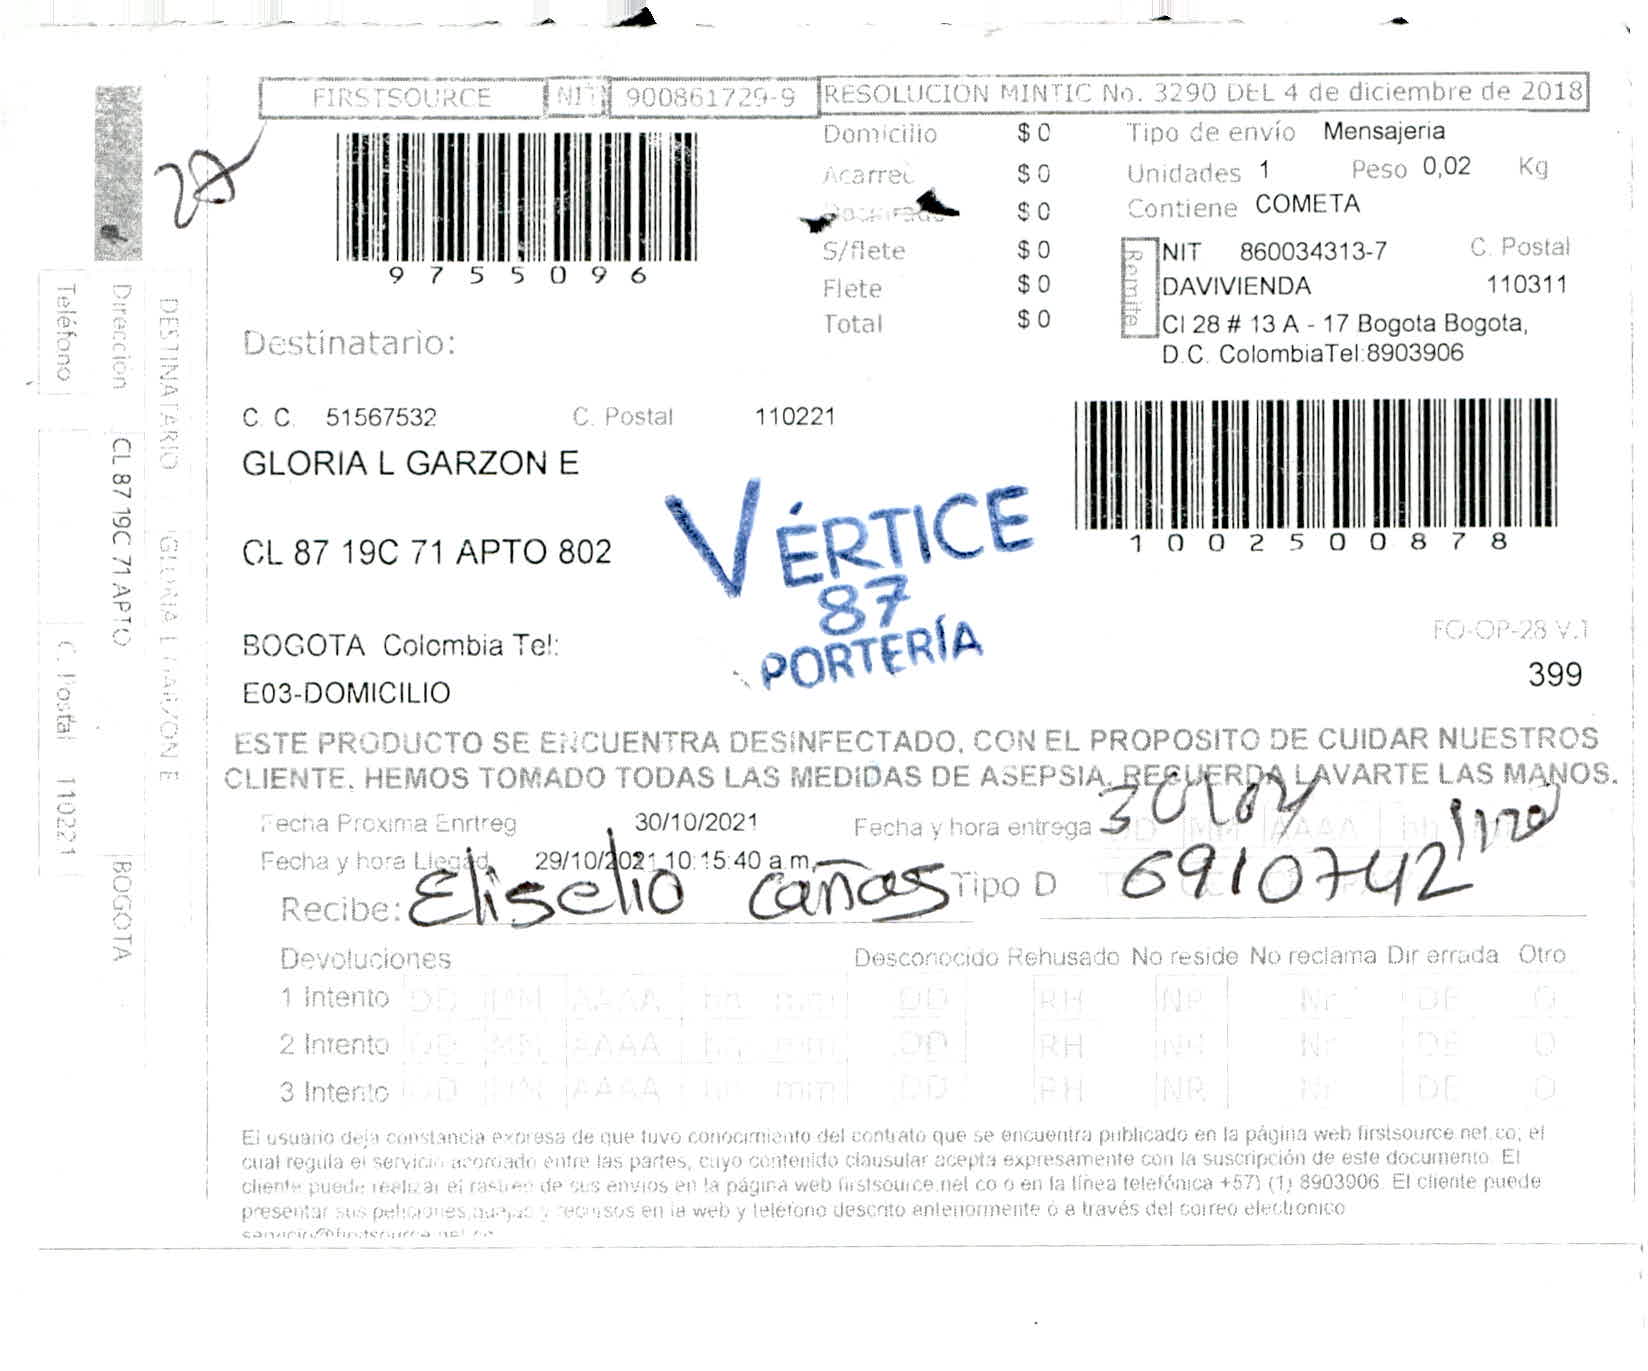 FIRSTSOURCE NIT 900861729-9 RESOLUCION MINTIC No. 3290 DEL 4 de diciembre de 2018
9755096
Domicilio $ 0
Acarreo $ 0
$ 0
S/flete $ 0
Flete $ 0
Total $ 0
Tipo de envío Mensajeria
Unidades 1 Peso 0,02 Kg
Contiene COMETA
Remite
NIT 860034313-7 C. Postal
DAVIVIENDA 110311
Cl 28 # 13 A - 17 Bogota Bogota,
D.C. ColombiaTel:8903906
Destinatario:
C. C. 51567532 C. Postal 110221
GLORIA L GARZON E
CL 87 19C 71 APTO 802
BOGOTA Colombia Tel:
E03-DOMICILIO
VÉRTICE
87
PORTERÍA
1002500878
FO-OP-28 V.1
399
ESTE PRODUCTO SE ENCUENTRA DESINFECTADO, CON EL PROPOSITO DE CUIDAR NUESTROS
CLIENTE. HEMOS TOMADO TODAS LAS MEDIDAS DE ASEPSIA. RECUERDA LAVARTE LAS MANOS.
Fecha Proxima Enrtreg 30/10/2021 Fecha y hora entrega
Fecha y hora Llegad 29/10/2021 10:15:40 a.m.
Recibe: Eliselio Cañas Tipo D 6910742
Devoluciones Desconocido Rehusado No reside No reclama Dir errada Otro
1 Intento DD MM AAAA hh mm DD RH NR Nr DE O
2 Intento DD MM AAAA hh mm DD RH NR Nr DE O
3 Intento DD MM AAAA hh mm DD RH NR Nr DE O
El usuario deja constancia expresa de que tuvo conocimiento del contrato que se encuentra publicado en la página web firstsource.net.co; el
cual regula el servicio acordado entre las partes, cuyo contenido clausular acepta expresamente con la suscripción de este documento. El
cliente puede realizar el rastreo de sus envios en la página web firstsource.net.co o en la línea telefónica +57) (1) 8903906. El cliente puede
presentar sus peticiones,quejas y recursos en la web y teléfono descrito anteriormente o a través del correo electronico
servicio@firstsource.net.co
DESTINATARIO GLORIA L GARZON E
Dirección CL 87 19C 71 APTO BOGOTA
Teléfono C. Postal 110221